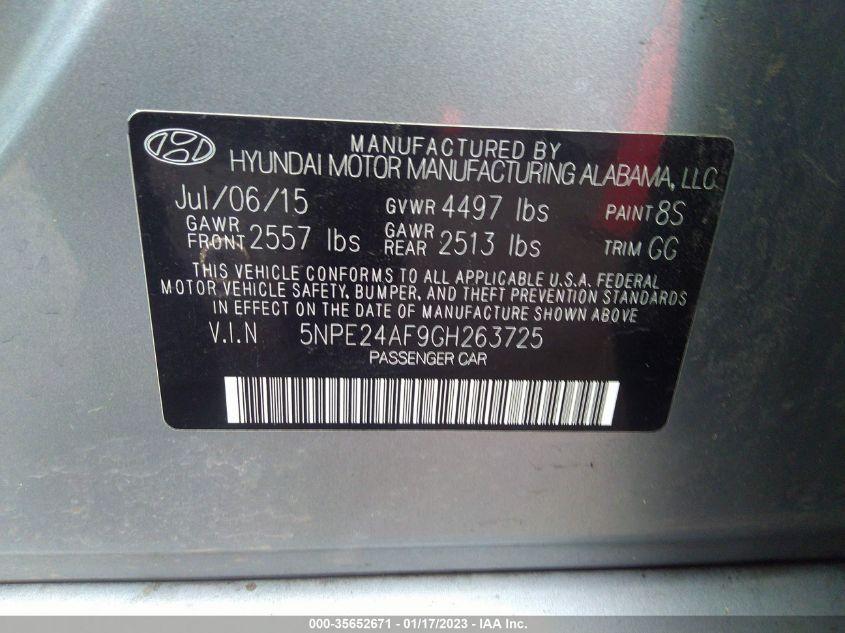 MANUFACTURED BY
HYUNDAI MOTOR MANUFACTURING ALABAMA, LLC
Jul/06/15 GVWR 4497 lbs PAINT 8S
GAWR FRONT 2557 lbs GAWR REAR 2513 lbs TRIM GG
THIS VEHICLE CONFORMS TO ALL APPLICABLE U.S.A. FEDERAL
MOTOR VEHICLE SAFETY, BUMPER, AND THEFT PREVENTION STANDARDS
IN EFFECT ON THE DATE OF MANUFACTURE SHOWN ABOVE
V.I.N 5NPE24AF9GH263725
PASSENGER CAR
000-35652671 — 01/17/2023 — IAA Inc.